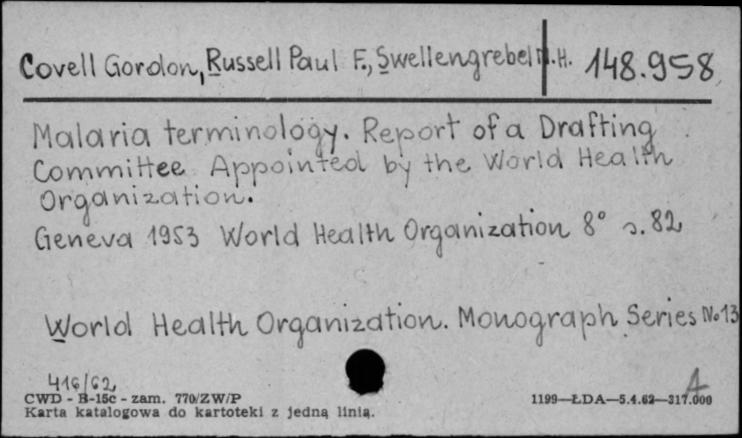 Covell Gordon, Russell Paul F., Swellengrebel N.H. 148.958
Malaria terminology. Report of a Drafting
Committee Appointed by the World Health
Organization.
Geneva 1953 World Health Organization 8° s. 82
World Health Organization. Monograph Series No 13
416/62 A
CWD - B-15c - zam. 770/ZW/P 1199—ŁDA—5.4.62—317.000
Karta katalogowa do kartoteki z jedną linią.